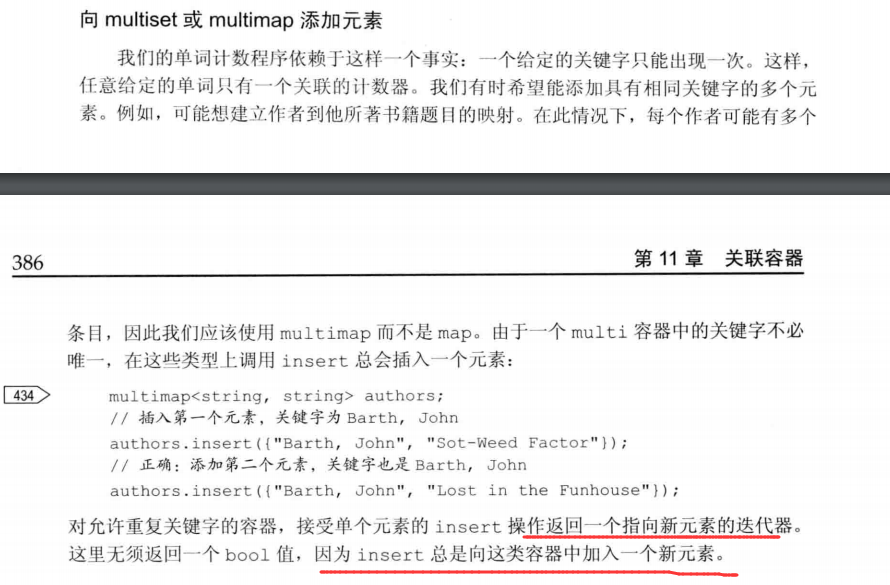 向 multiset 或 multimap 添加元素
我们的单词计数程序依赖于这样一个事实：一个给定的关键字只能出现一次。这样，
任意给定的单词只有一个关联的计数器。我们有时希望能添加具有相同关键字的多个元
素。例如，可能想建立作者到他所著书籍题目的映射。在此情况下，每个作者可能有多个
386
第 11 章 关联容器
条目，因此我们应该使用 multimap 而不是 map。由于一个 multi 容器中的关键字不必
唯一，在这些类型上调用 insert 总会插入一个元素：
434
multimap<string, string> authors;
// 插入第一个元素，关键字为 Barth, John
authors.insert({"Barth, John", "Sot-Weed Factor"});
// 正确：添加第二个元素，关键字也是 Barth, John
authors.insert({"Barth, John", "Lost in the Funhouse"});
对允许重复关键字的容器，接受单个元素的 insert 操作返回一个指向新元素的迭代器。
这里无须返回一个 bool 值，因为 insert 总是向这类容器中加入一个新元素。